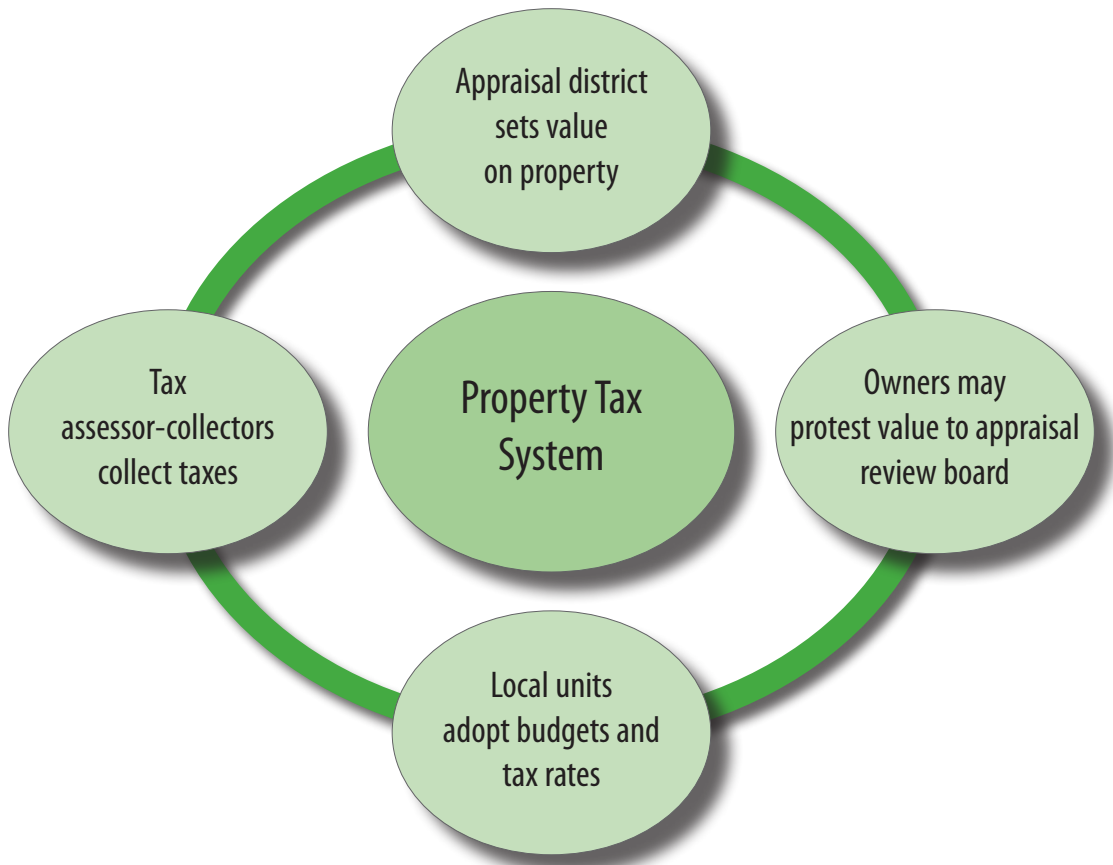 Appraisal district
sets value
on property
Tax
assessor-collectors
collect taxes
Property Tax
System
Owners may
protest value to appraisal
review board
Local units
adopt budgets and
tax rates